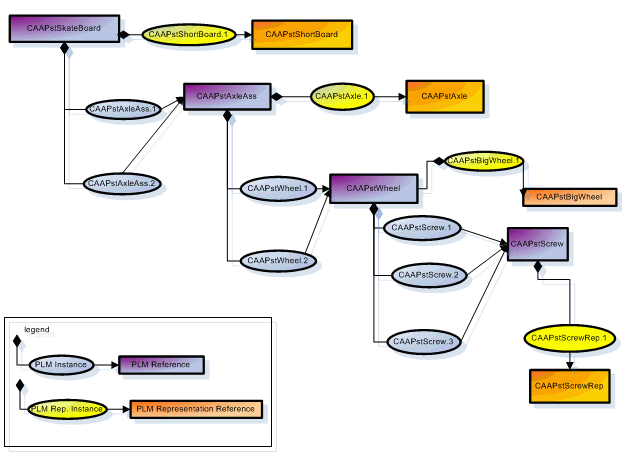 CAAPstSkateBoard
CAAPstShortBoard.1
CAAPstShortBoard
CAAPstAxleAss.1
CAAPstAxleAss
CAAPstAxle.1
CAAPstAxle
CAAPstAxleAss.2
CAAPstWheel.1
CAAPstWheel
CAAPstBigWheel.1
CAAPstBigWheel
CAAPstWheel.2
CAAPstScrew.1
CAAPstScrew
CAAPstScrew.2
CAAPstScrew.3
CAAPstScrewRep.1
CAAPstScrewRep
legend
PLM Instance
PLM Reference
PLM Rep. Instance
PLM Representation Reference